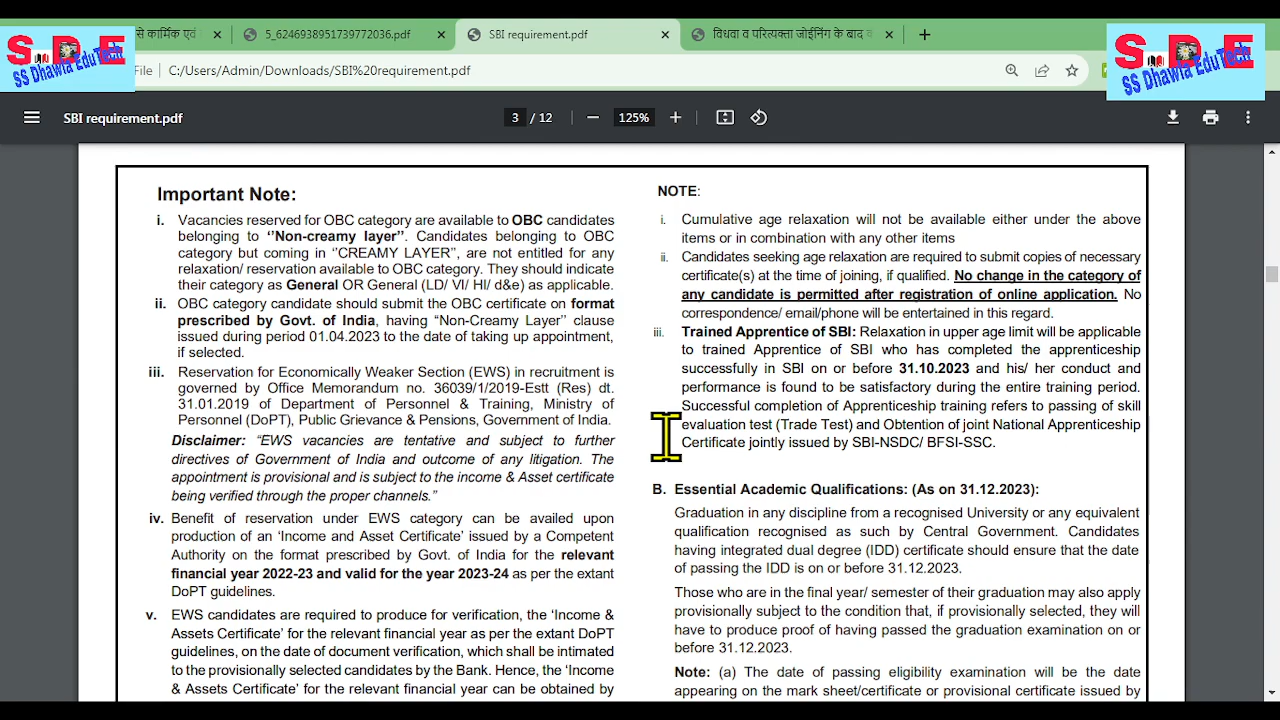 से कार्मिक एवं
5_6246938951739772036.pdf
SBI requirement.pdf
विधवा व परित्यक्ता जोईनिंग के बाद व
S D E
SS Dhawla EduTech
File
C:/Users/Admin/Downloads/SBI%20requirement.pdf
S D E
SS Dhawla EduTech
SBI requirement.pdf
3 / 12
125%
Important Note:
i. Vacancies reserved for OBC category are available to OBC candidates
belonging to ‘‘Non-creamy layer’’. Candidates belonging to OBC
category but coming in ‘‘CREAMY LAYER’’, are not entitled for any
relaxation/ reservation available to OBC category. They should indicate
their category as General OR General (LD/ VI/ HI/ d&e) as applicable.
ii. OBC category candidate should submit the OBC certificate on format
prescribed by Govt. of India, having “Non-Creamy Layer’’ clause
issued during period 01.04.2023 to the date of taking up appointment,
if selected.
iii. Reservation for Economically Weaker Section (EWS) in recruitment is
governed by Office Memorandum no. 36039/1/2019-Estt (Res) dt.
31.01.2019 of Department of Personnel & Training, Ministry of
Personnel (DoPT), Public Grievance & Pensions, Government of India.
Disclaimer: “EWS vacancies are tentative and subject to further
directives of Government of India and outcome of any litigation. The
appointment is provisional and is subject to the income & Asset certificate
being verified through the proper channels.”
iv. Benefit of reservation under EWS category can be availed upon
production of an ‘Income and Asset Certificate’ issued by a Competent
Authority on the format prescribed by Govt. of India for the relevant
financial year 2022-23 and valid for the year 2023-24 as per the extant
DoPT guidelines.
v. EWS candidates are required to produce for verification, the ‘Income &
Assets Certificate’ for the relevant financial year as per the extant DoPT
guidelines, on the date of document verification, which shall be intimated
to the provisionally selected candidates by the Bank. Hence, the ‘Income
& Assets Certificate’ for the relevant financial year can be obtained by
NOTE:
i. Cumulative age relaxation will not be available either under the above
items or in combination with any other items
ii. Candidates seeking age relaxation are required to submit copies of necessary
certificate(s) at the time of joining, if qualified. No change in the category of
any candidate is permitted after registration of online application. No
correspondence/ email/phone will be entertained in this regard.
iii. Trained Apprentice of SBI: Relaxation in upper age limit will be applicable
to trained Apprentice of SBI who has completed the apprenticeship
successfully in SBI on or before 31.10.2023 and his/ her conduct and
performance is found to be satisfactory during the entire training period.
Successful completion of Apprenticeship training refers to passing of skill
evaluation test (Trade Test) and Obtention of joint National Apprenticeship
Certificate jointly issued by SBI-NSDC/ BFSI-SSC.
B. Essential Academic Qualifications: (As on 31.12.2023):
Graduation in any discipline from a recognised University or any equivalent
qualification recognised as such by Central Government. Candidates
having integrated dual degree (IDD) certificate should ensure that the date
of passing the IDD is on or before 31.12.2023.
Those who are in the final year/ semester of their graduation may also apply
provisionally subject to the condition that, if provisionally selected, they will
have to produce proof of having passed the graduation examination on or
before 31.12.2023.
Note: (a) The date of passing eligibility examination will be the date
appearing on the mark sheet/certificate or provisional certificate issued by